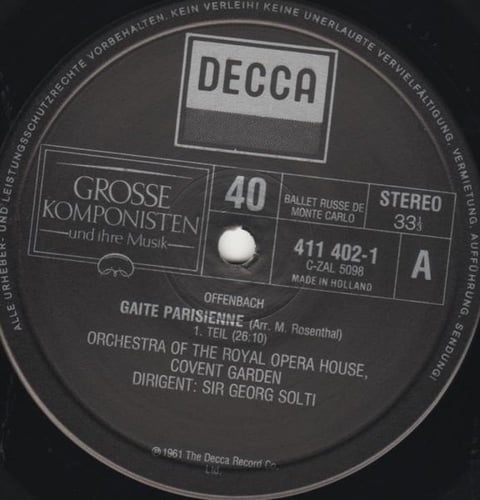 ALLE URHEBER- UND LEISTUNGSSCHUTZRECHTE VORBEHALTEN. KEIN VERLEIH! KEINE UNERLAUBTE VERVIELFÄLTIGUNG, VERMIETUNG, AUFFÜHRUNG, SENDUNG!
DECCA
GROSSE
KOMPONISTEN
und ihre Musik
40
BALLET RUSSE DE
MONTE CARLO
STEREO
33⅓
411 402-1
C-ZAL 5098
MADE IN HOLLAND
A
OFFENBACH
GAITE PARISIENNE (Arr. M. Rosenthal)
1. TEIL (26:10)
ORCHESTRA OF THE ROYAL OPERA HOUSE,
COVENT GARDEN
DIRIGENT: SIR GEORG SOLTI
℗ 1961 The Decca Record Co.
Ltd.